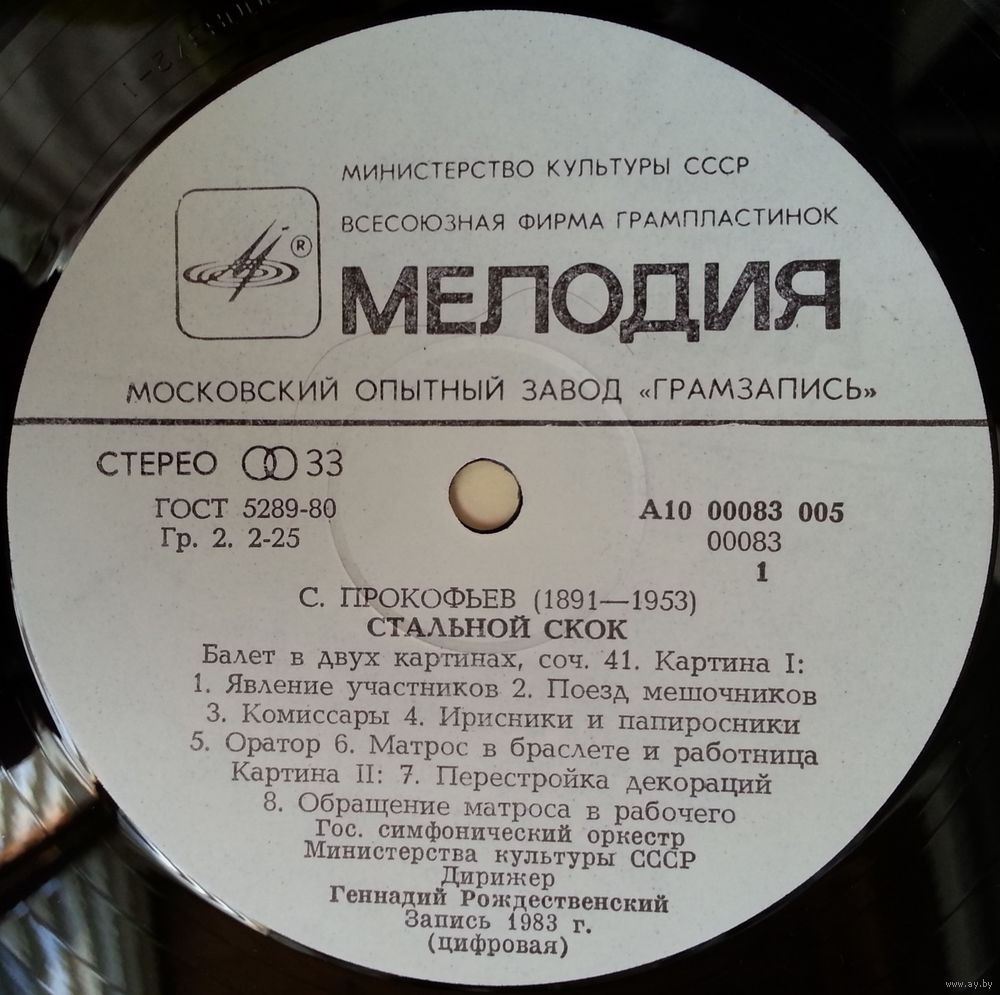 МИНИСТЕРСТВО КУЛЬТУРЫ СССР
ВСЕСОЮЗНАЯ ФИРМА ГРАМПЛАСТИНОК
®
МЕЛОДИЯ
МОСКОВСКИЙ ОПЫТНЫЙ ЗАВОД «ГРАМЗАПИСЬ»
СТЕРЕО 33
ГОСТ 5289-80
Гр. 2. 2-25
А10 00083 005
00083
1
С. ПРОКОФЬЕВ (1891—1953)
СТАЛЬНОЙ СКОК
Балет в двух картинах, соч. 41. Картина I:
1. Явление участников 2. Поезд мешочников
3. Комиссары 4. Ирисники и папиросники
5. Оратор 6. Матрос в браслете и работница
Картина II: 7. Перестройка декораций
8. Обращение матроса в рабочего
Гос. симфонический оркестр
Министерства культуры СССР
Дирижер
Геннадий Рождественский
Запись 1983 г.
(цифровая)
www.ay.by